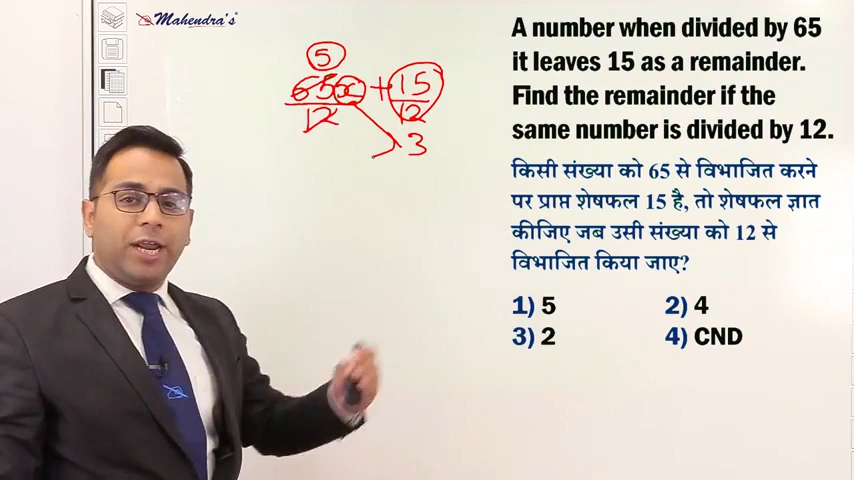 Mahendra's
5
65x + 15
12 12
3
A number when divided by 65
it leaves 15 as a remainder.
Find the remainder if the
same number is divided by 12.
किसी संख्या को 65 से विभाजित करने
पर प्राप्त शेषफल 15 है, तो शेषफल ज्ञात
कीजिए जब उसी संख्या को 12 से
विभाजित किया जाए?
1) 5 2) 4
3) 2 4) CND